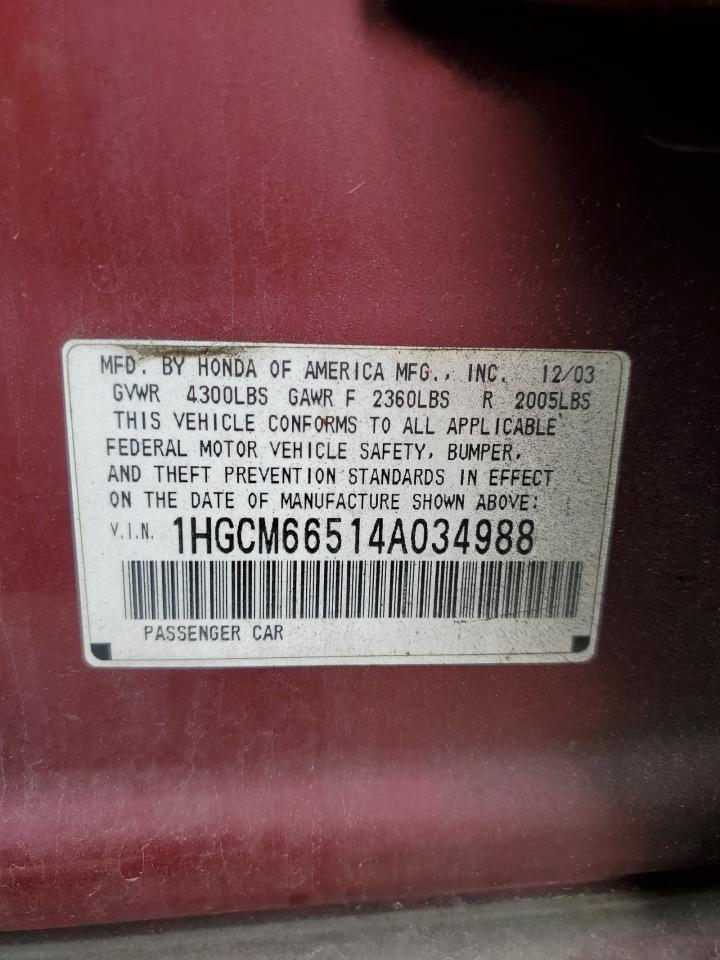 MFD. BY HONDA OF AMERICA MFG., INC. 12/03
GVWR 4300LBS GAWR F 2360LBS R 2005LBS
THIS VEHICLE CONFORMS TO ALL APPLICABLE
FEDERAL MOTOR VEHICLE SAFETY, BUMPER,
AND THEFT PREVENTION STANDARDS IN EFFECT
ON THE DATE OF MANUFACTURE SHOWN ABOVE:
V.I.N. 1HGCM66514A034988
PASSENGER CAR